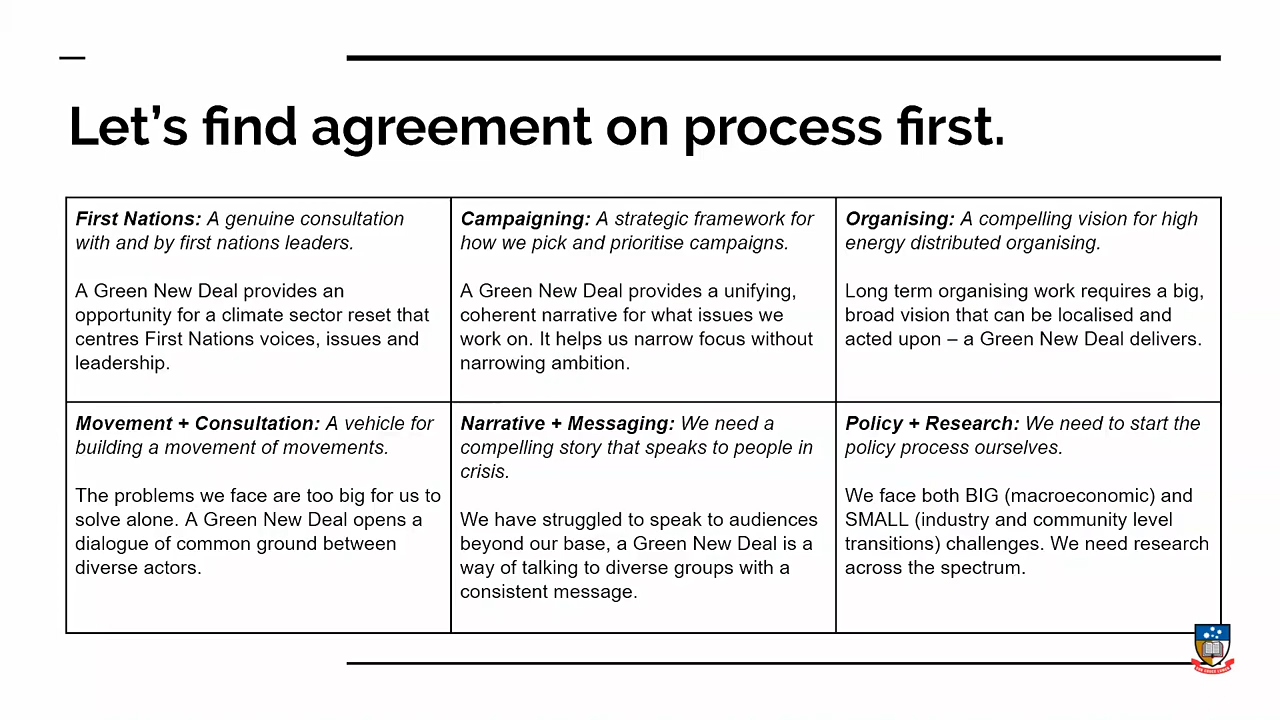 Let’s find agreement on process first.
First Nations: A genuine consultation
with and by first nations leaders.
A Green New Deal provides an
opportunity for a climate sector reset that
centres First Nations voices, issues and
leadership.
Campaigning: A strategic framework for
how we pick and prioritise campaigns.
A Green New Deal provides a unifying,
coherent narrative for what issues we
work on. It helps us narrow focus without
narrowing ambition.
Organising: A compelling vision for high
energy distributed organising.
Long term organising work requires a big,
broad vision that can be localised and
acted upon – a Green New Deal delivers.
Movement + Consultation: A vehicle for
building a movement of movements.
The problems we face are too big for us to
solve alone. A Green New Deal opens a
dialogue of common ground between
diverse actors.
Narrative + Messaging: We need a
compelling story that speaks to people in
crisis.
We have struggled to speak to audiences
beyond our base, a Green New Deal is a
way of talking to diverse groups with a
consistent message.
Policy + Research: We need to start the
policy process ourselves.
We face both BIG (macroeconomic) and
SMALL (industry and community level
transitions) challenges. We need research
across the spectrum.